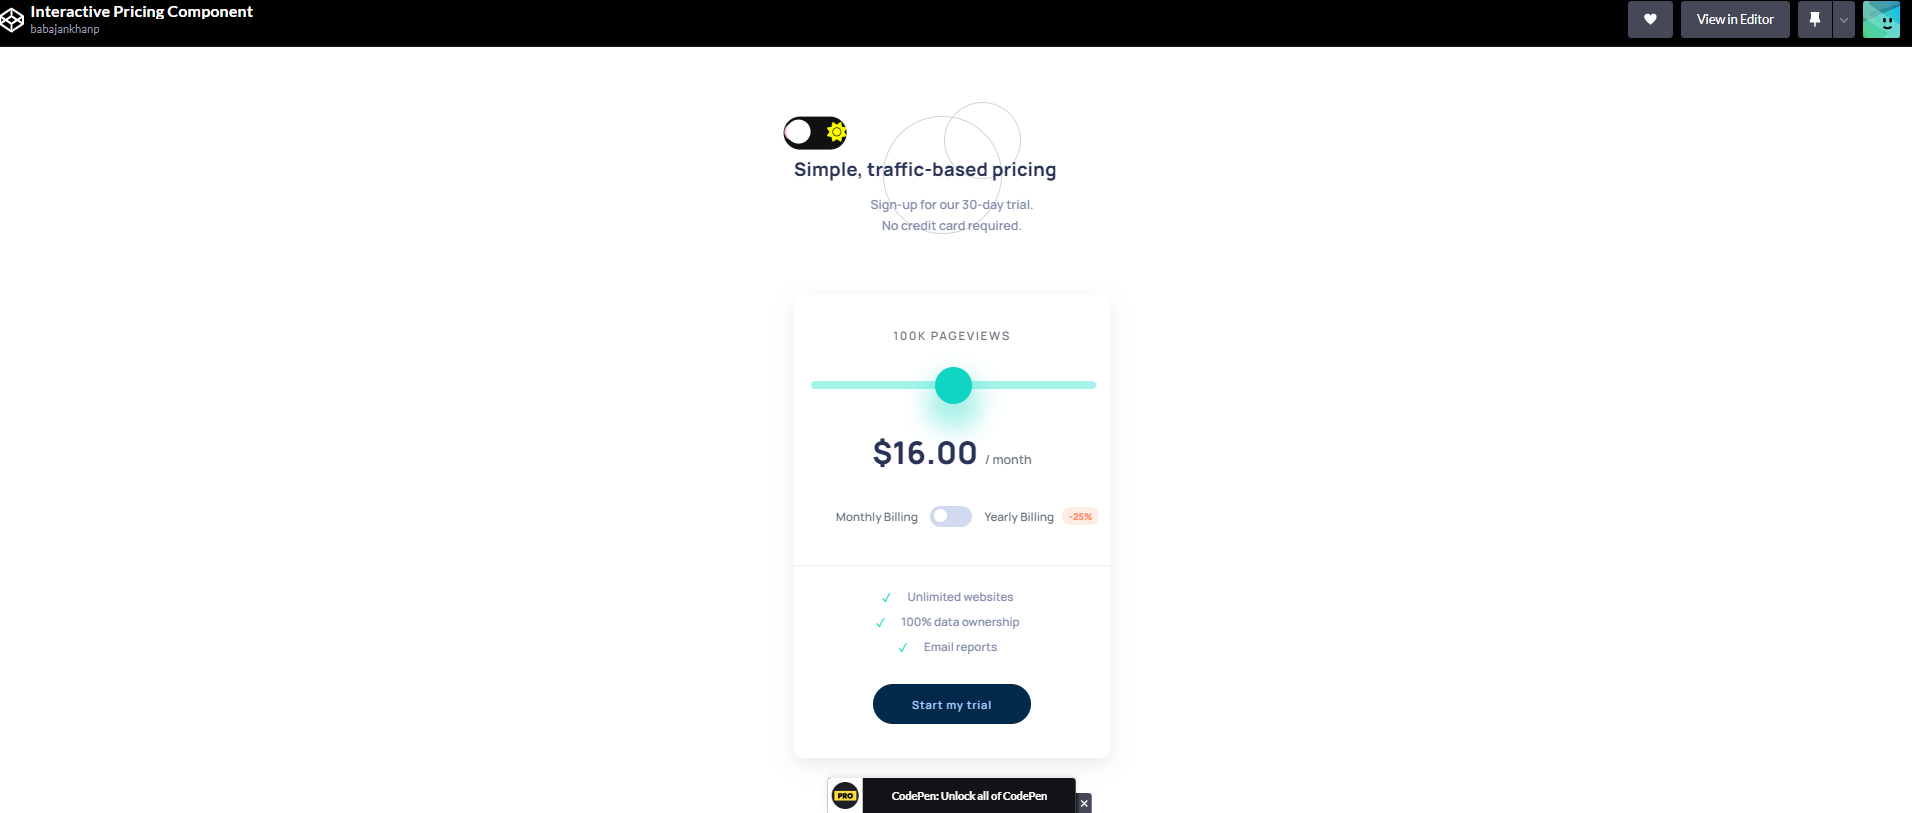 Interactive Pricing Component
babajankhanp
View in Editor
Simple, traffic-based pricing
Sign-up for our 30-day trial.
No credit card required.
100K PAGEVIEWS
$16.00 / month
Monthly Billing Yearly Billing -25%
✓ Unlimited websites
✓ 100% data ownership
✓ Email reports
Start my trial
PRO CodePen: Unlock all of CodePen ×